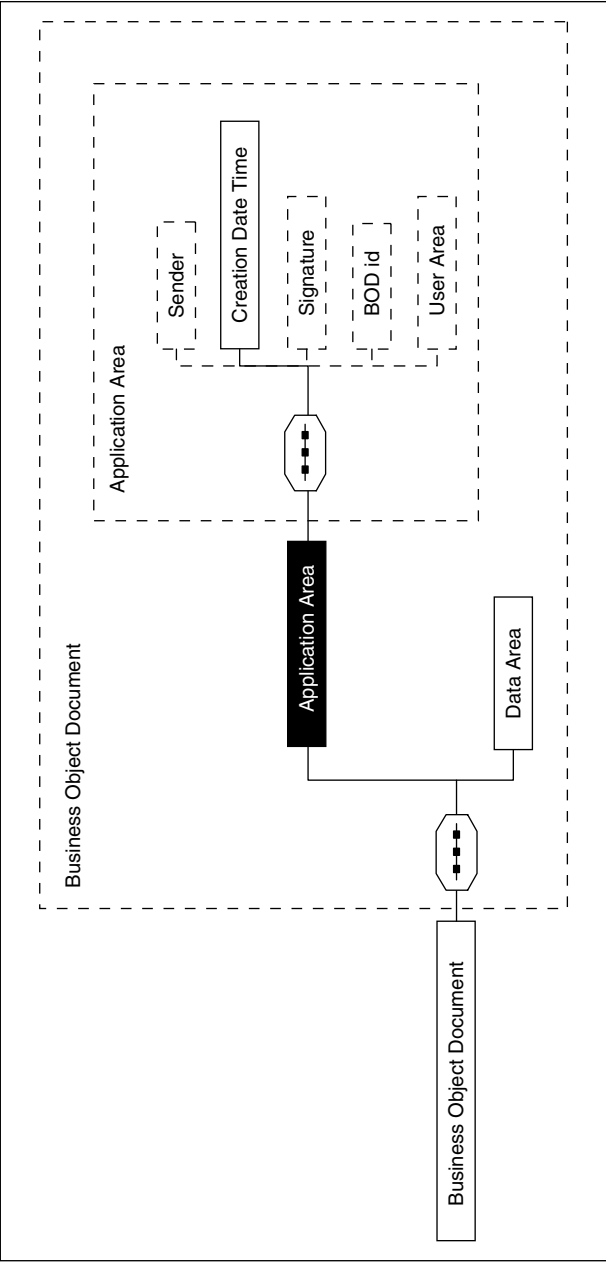 Business Object Document
Application Area
Sender
Creation Date Time
Signature
BOD id
User Area
Application Area
Data Area
Business Object Document